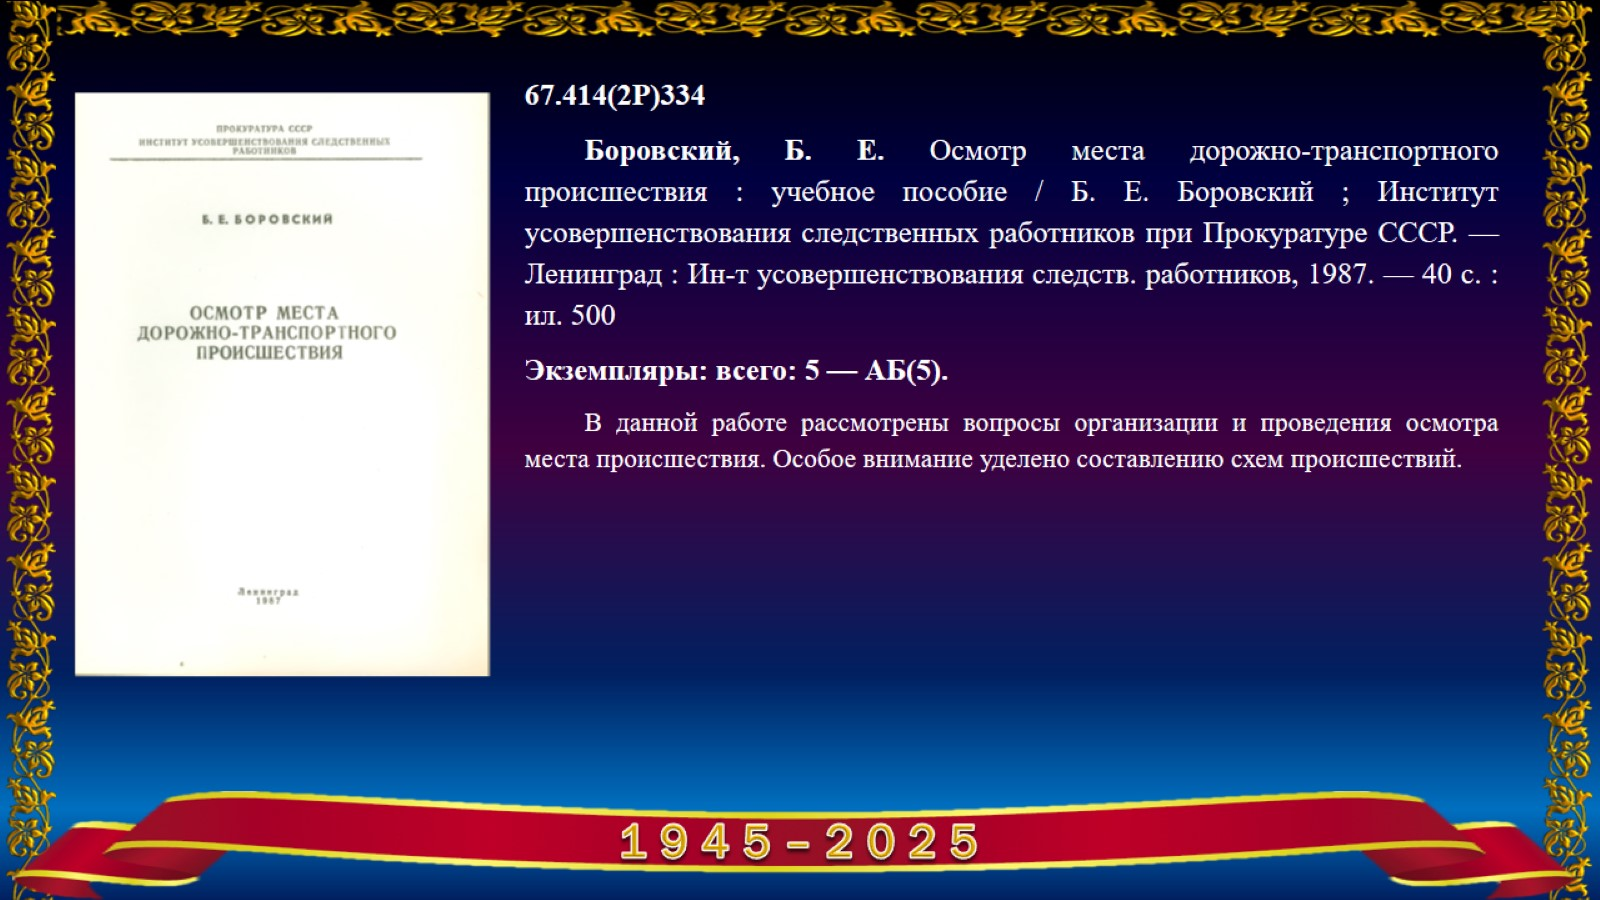 ПРОКУРАТУРА СССР
ИНСТИТУТ УСОВЕРШЕНСТВОВАНИЯ СЛЕДСТВЕННЫХ
РАБОТНИКОВ
Б. Е. БОРОВСКИЙ
ОСМОТР МЕСТА
ДОРОЖНО-ТРАНСПОРТНОГО
ПРОИСШЕСТВИЯ
Ленинград
1987
67.414(2Р)334
Боровский, Б. Е. Осмотр места дорожно-транспортного
происшествия : учебное пособие / Б. Е. Боровский ; Институт
усовершенствования следственных работников при Прокуратуре СССР. —
Ленинград : Ин-т усовершенствования следств. работников, 1987. — 40 с. :
ил. 500
Экземпляры: всего: 5 — АБ(5).
В данной работе рассмотрены вопросы организации и проведения осмотра
места происшествия. Особое внимание уделено составлению схем происшествий.
1945–2025